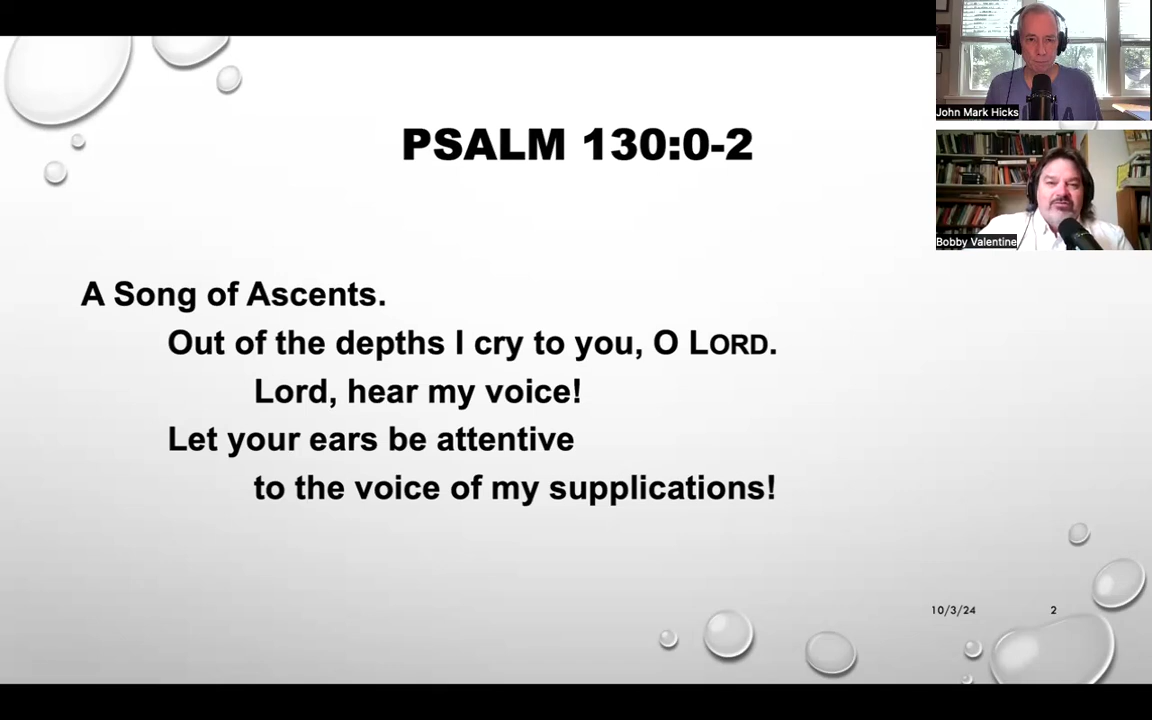 PSALM 130:0-2
A Song of Ascents.
Out of the depths I cry to you, O LORD.
Lord, hear my voice!
Let your ears be attentive
to the voice of my supplications!
10/3/24 2
John Mark Hicks
Bobby Valentine